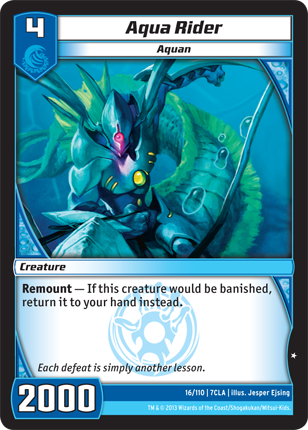 4
Aqua Rider
Aquan
Creature
Remount — If this creature would be banished,
return it to your hand instead.
Each defeat is simply another lesson.
2000
16/110 | 7CLA | illus. Jesper Ejsing
TM & © 2013 Wizards of the Coast/Shogakukan/Mitsui-Kids.